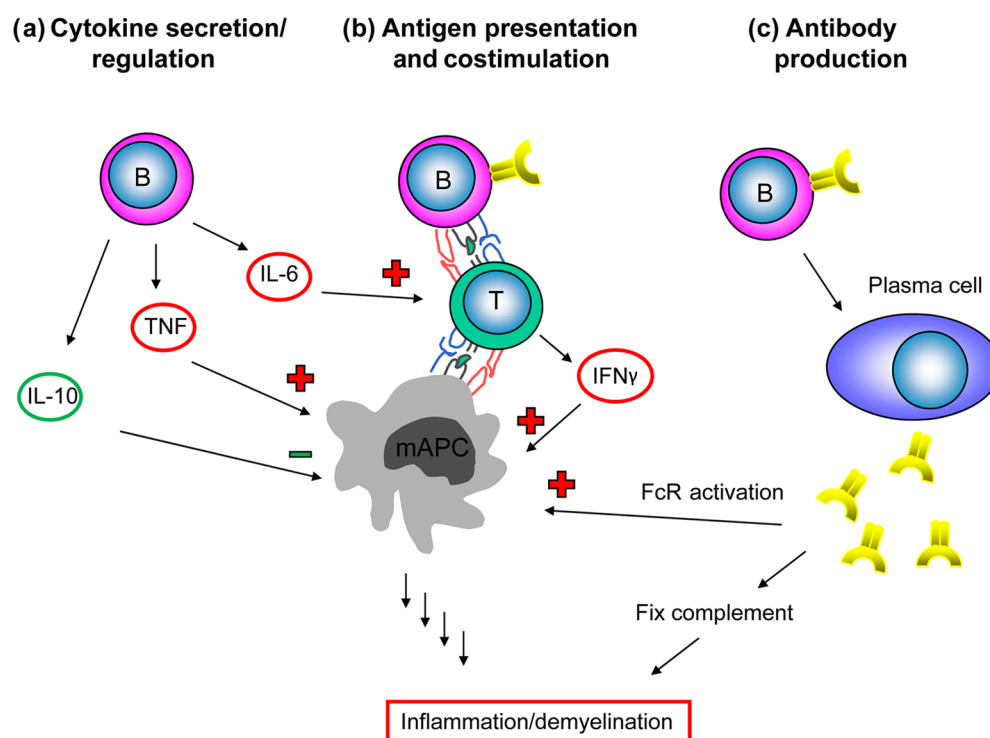 (a) Cytokine secretion/
regulation
(b) Antigen presentation
and costimulation
(c) Antibody
production
B
B
B
IL-6
TNF
IL-10
T
IFNγ
mAPC
Plasma cell
FcR activation
Fix complement
Inflammation/demyelination